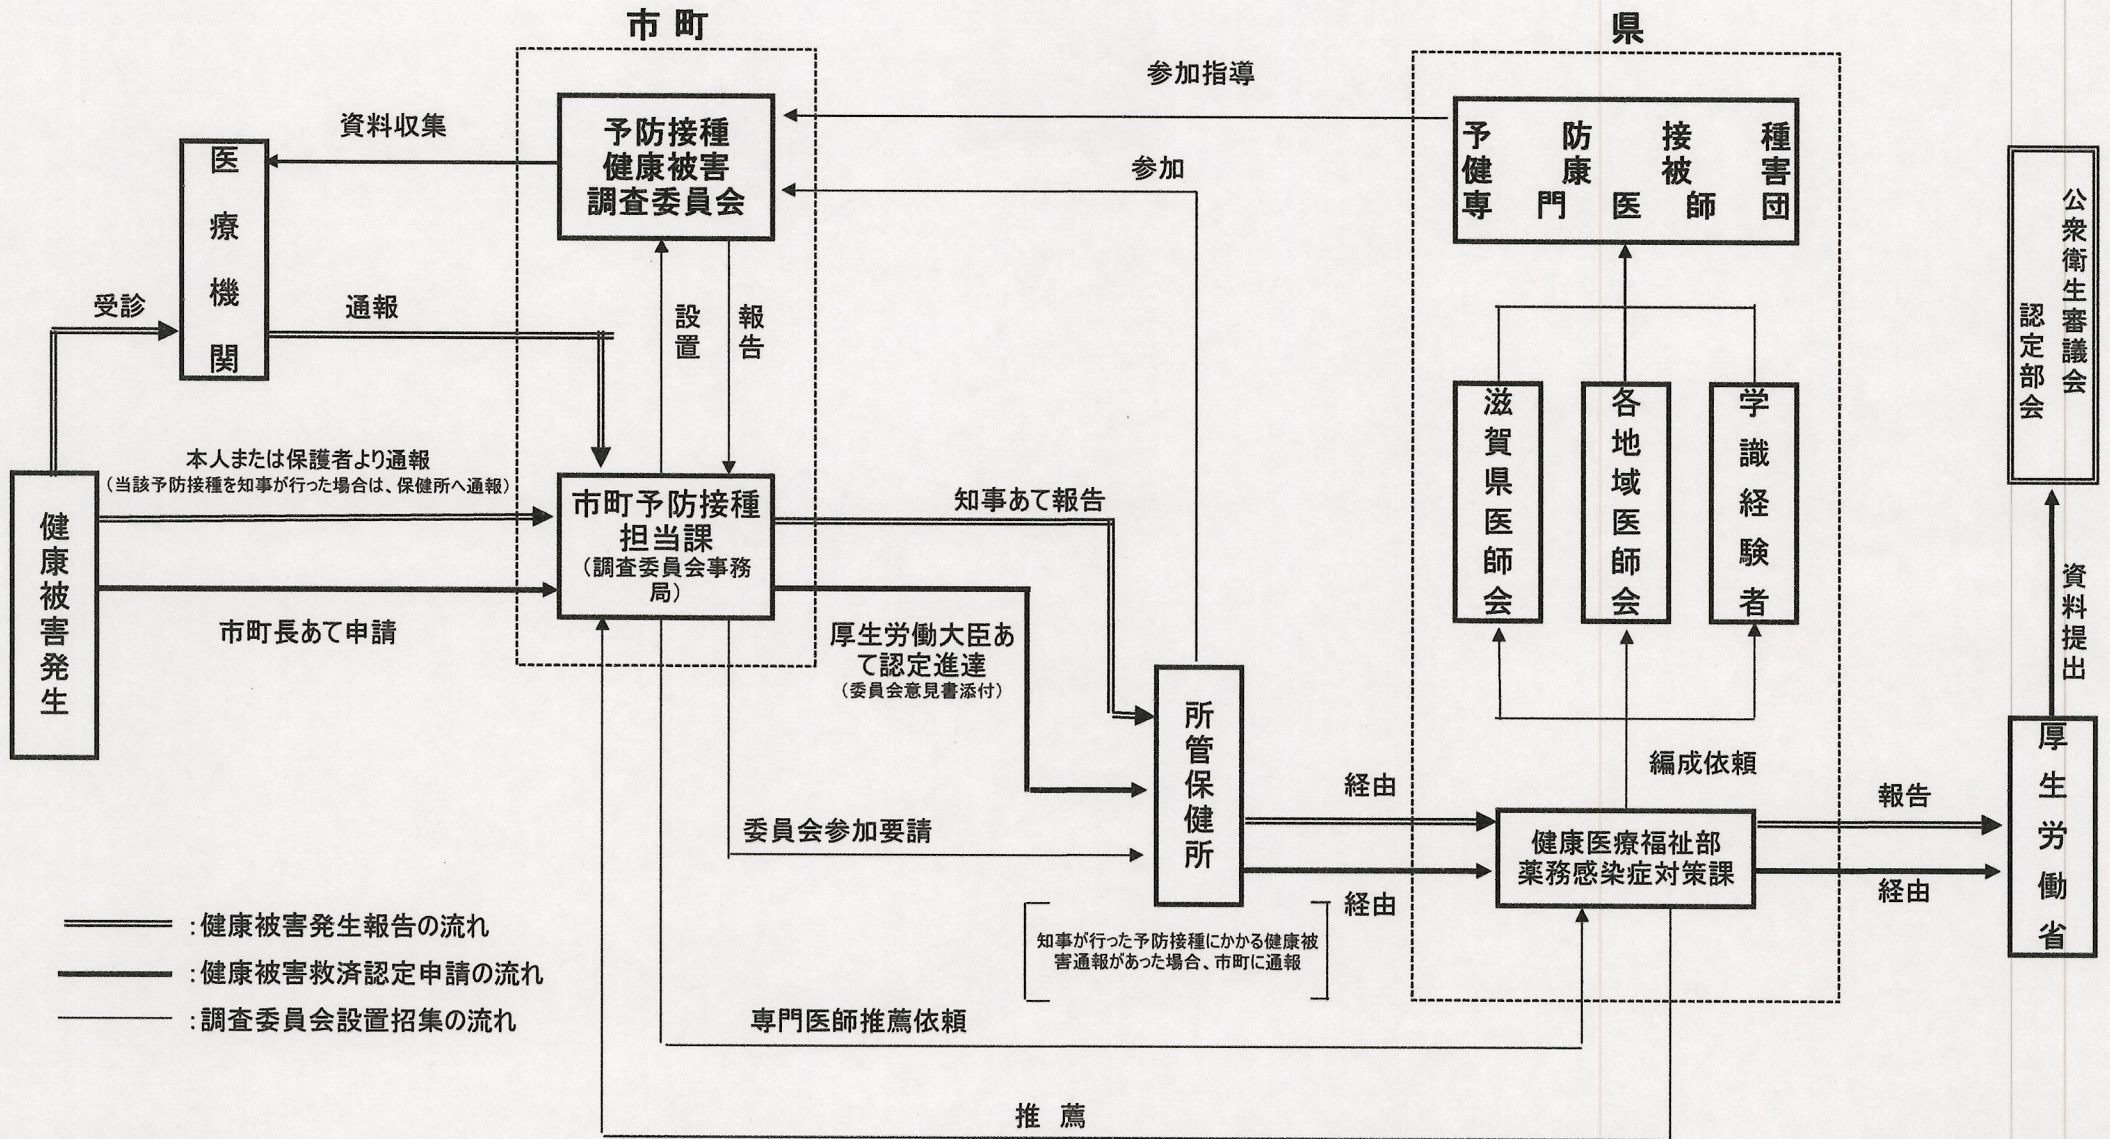 市町
県
参加指導
資料収集
予防接種
健康被害
調査委員会
予防接種
健康被害
専門医師団
参加
医療機関
公衆衛生審議会
認定部会
受診
通報
設置
報告
滋賀県医師会
各地域医師会
学識経験者
本人または保護者より通報
(当該予防接種を知事が行った場合は、保健所へ通報)
市町予防接種
担当課
(調査委員会事務
局)
知事あて報告
健康被害発生
資料提出
市町長あて申請
厚生労働大臣あ
て認定進達
(委員会意見書添付)
所管保健所
厚生労働省
編成依頼
経由
報告
委員会参加要請
健康医療福祉部
薬務感染症対策課
経由
経由
:健康被害発生報告の流れ
:健康被害救済認定申請の流れ
:調査委員会設置招集の流れ
知事が行った予防接種にかかる健康被
害通報があった場合、市町に通報
専門医師推薦依頼
推薦